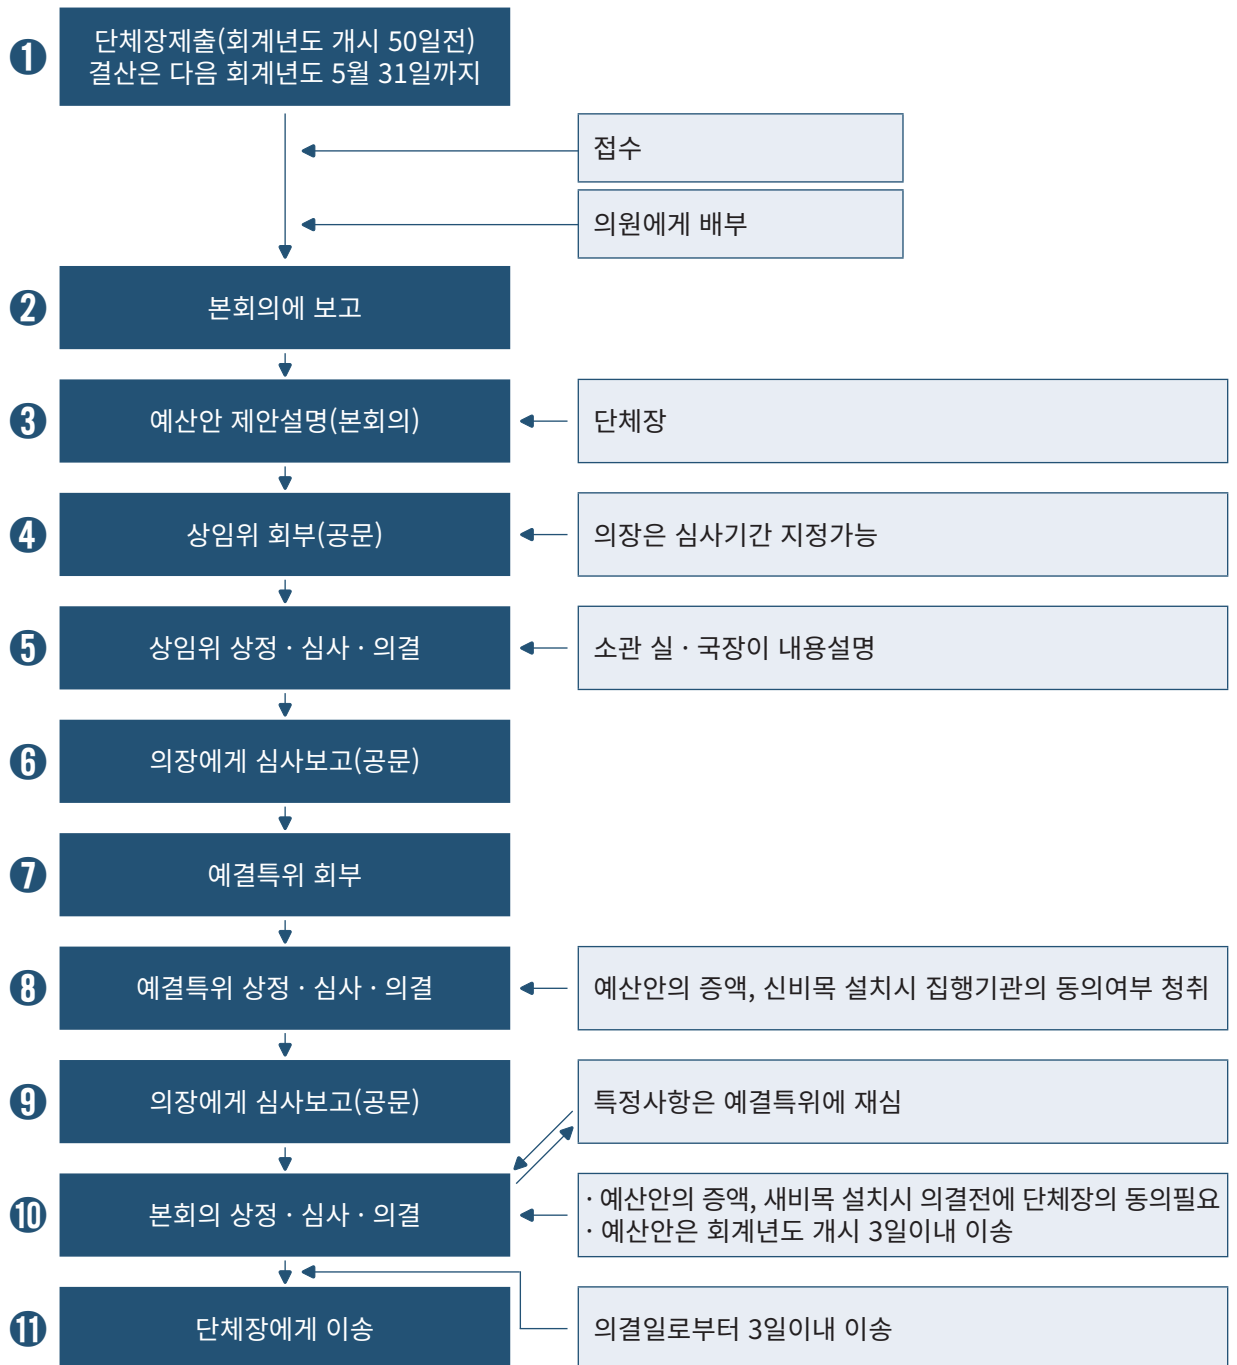 ❶
단체장제출(회계년도 개시 50일전)
결산은 다음 회계년도 5월 31일까지
접수
의원에게 배부
❷
본회의에 보고
❸
예산안 제안설명(본회의)
단체장
❹
상임위 회부(공문)
의장은 심사기간 지정가능
❺
상임위 상정 · 심사 · 의결
소관 실 · 국장이 내용설명
❻
의장에게 심사보고(공문)
❼
예결특위 회부
❽
예결특위 상정 · 심사 · 의결
예산안의 증액, 신비목 설치시 집행기관의 동의여부 청취
❾
의장에게 심사보고(공문)
특정사항은 예결특위에 재심
❿
본회의 상정 · 심사 · 의결
· 예산안의 증액, 새비목 설치시 의결전에 단체장의 동의필요
· 예산안은 회계년도 개시 3일이내 이송
⓫
단체장에게 이송
의결일로부터 3일이내 이송